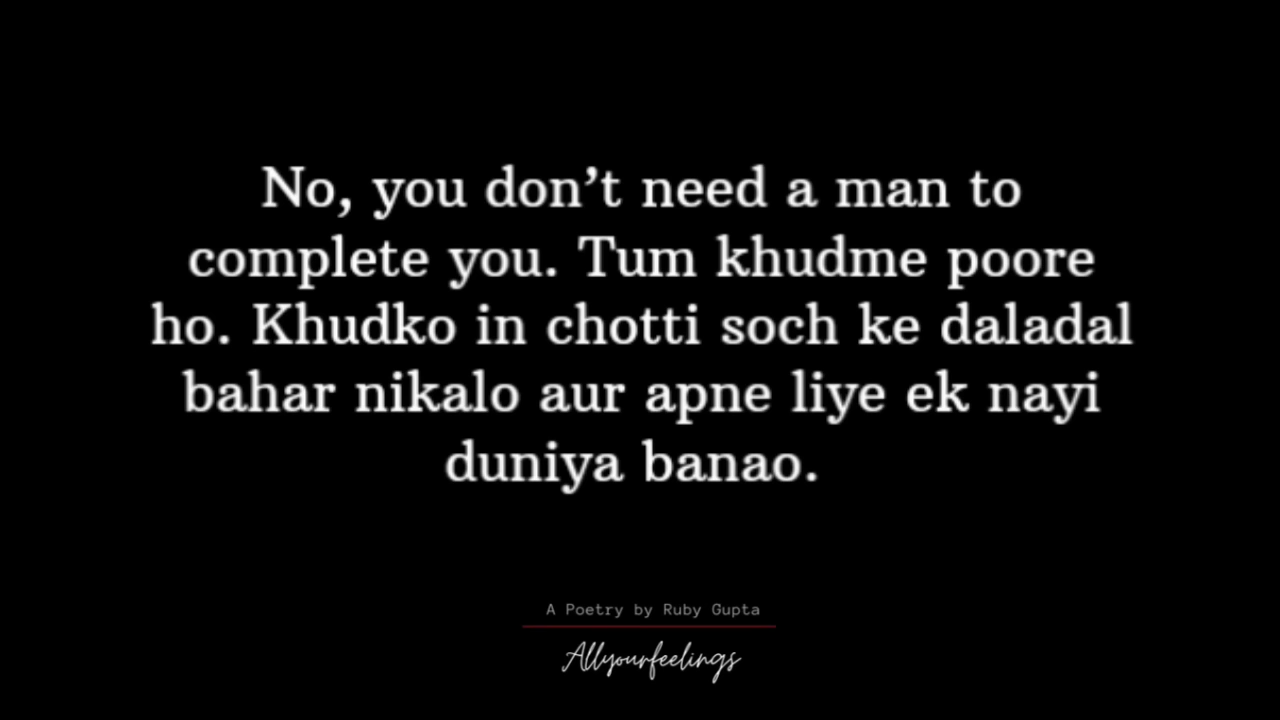 No, you don’t need a man to
complete you. Tum khudme poore
ho. Khudko in chotti soch ke daladal
bahar nikalo aur apne liye ek nayi
duniya banao.
A Poetry by Ruby Gupta
Allyourfeelings